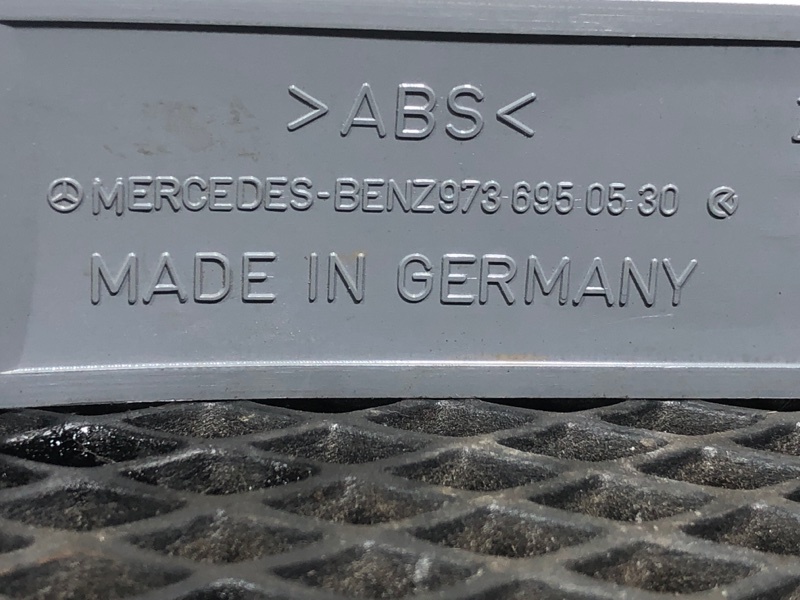 >ABS<
MERCEDES-BENZ973 695 05 30
MADE IN GERMANY